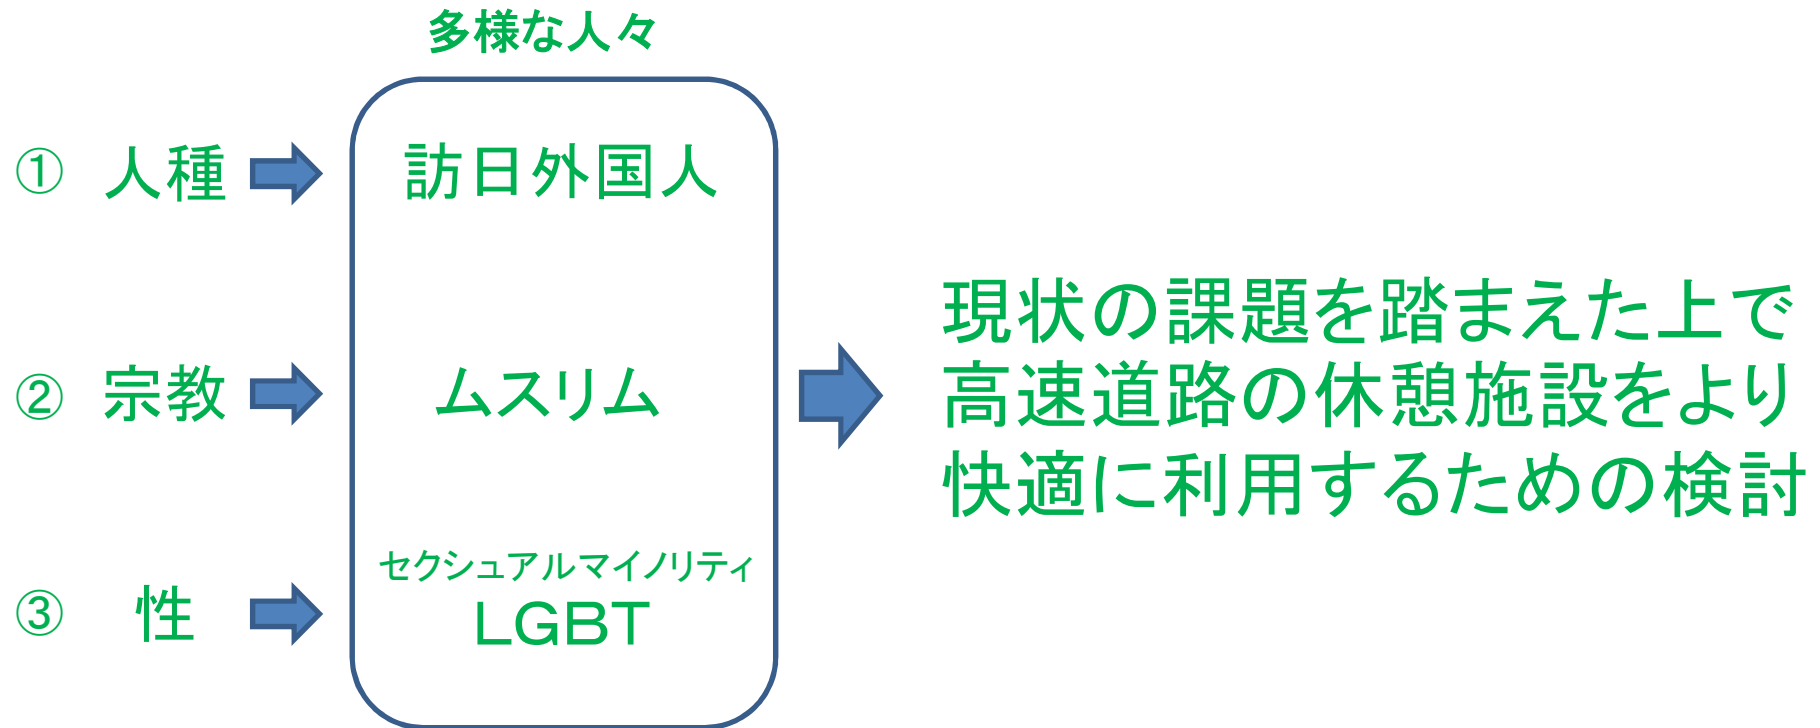 多様な人々
① 人種 訪日外国人
② 宗教 ムスリム
③ 性 セクシュアルマイノリティ
LGBT
現状の課題を踏まえた上で
高速道路の休憩施設をより
快適に利用するための検討